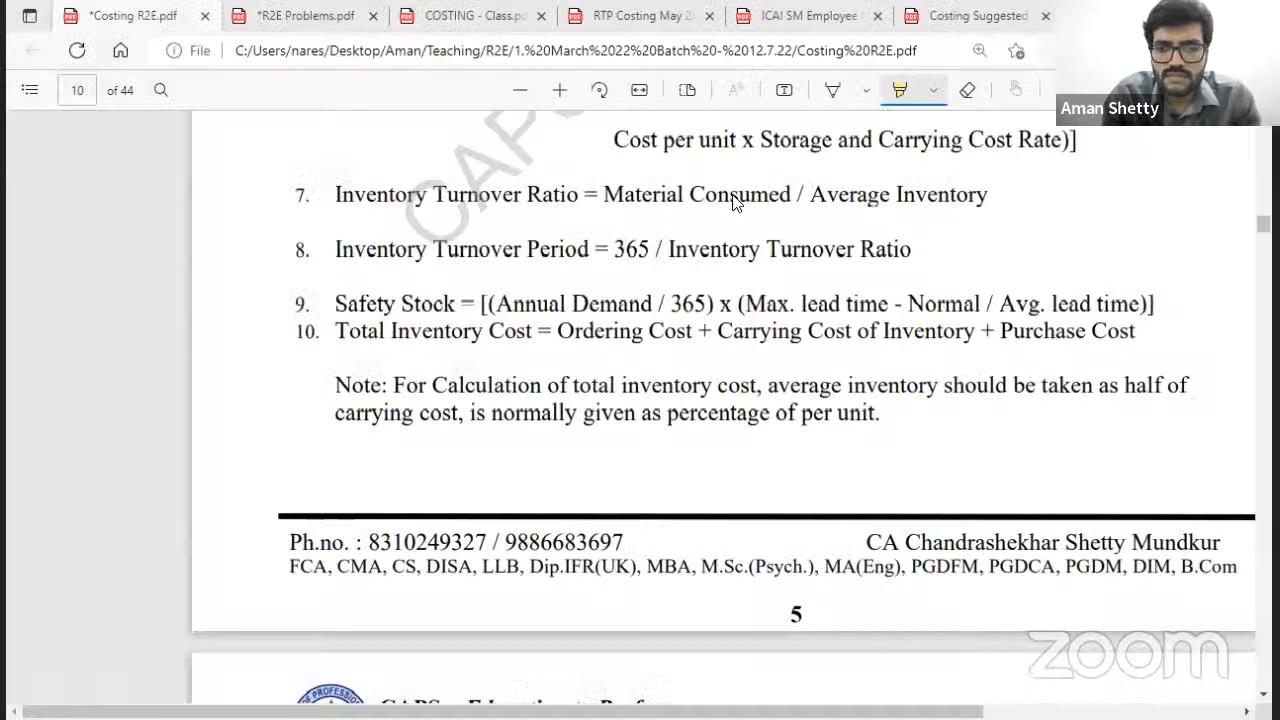 *Costing R2E.pdf
*R2E Problems.pdf
COSTING - Class.pd
RTP Costing May 2
ICAI SM Employee
Costing Suggested
File
C:/Users/nares/Desktop/Aman/Teaching/R2E/1.%20March%2022%20Batch%20-%2012.7.22/Costing%20R2E.pdf
10 of 44
Aman Shetty
Cost per unit x Storage and Carrying Cost Rate)]
7. Inventory Turnover Ratio = Material Consumed / Average Inventory
8. Inventory Turnover Period = 365 / Inventory Turnover Ratio
9. Safety Stock = [(Annual Demand / 365) x (Max. lead time - Normal / Avg. lead time)]
10. Total Inventory Cost = Ordering Cost + Carrying Cost of Inventory + Purchase Cost
Note: For Calculation of total inventory cost, average inventory should be taken as half of
carrying cost, is normally given as percentage of per unit.
Ph.no. : 8310249327 / 9886683697 CA Chandrashekhar Shetty Mundkur
FCA, CMA, CS, DISA, LLB, Dip.IFR(UK), MBA, M.Sc.(Psych.), MA(Eng), PGDFM, PGDCA, PGDM, DIM, B.Com
5
zoom